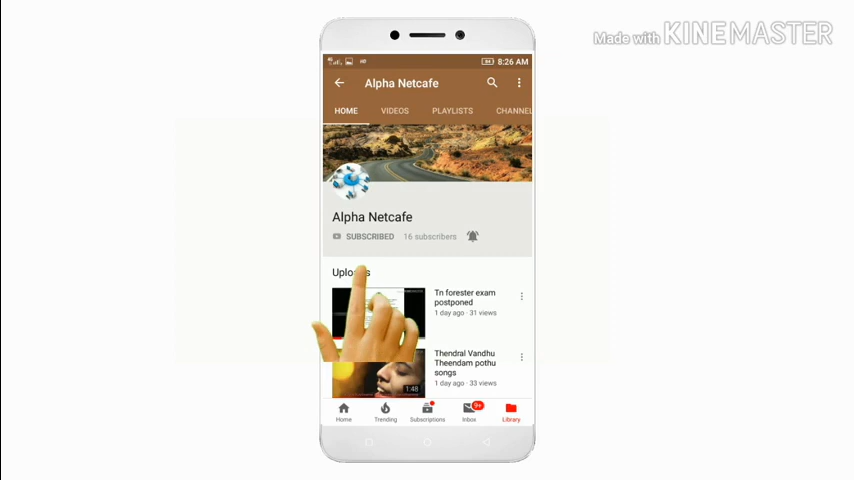 Made with KINEMASTER
8:26 AM
Alpha Netcafe
HOME VIDEOS PLAYLISTS CHANNEL
Alpha Netcafe
SUBSCRIBED 16 subscribers
Uploads
Tn forester exam
postponed
1 day ago · 31 views
Thendral Vandhu
Theendam pothu
songs
1 day ago · 33 views
1:48
9+
Home Trending Subscriptions Inbox Library